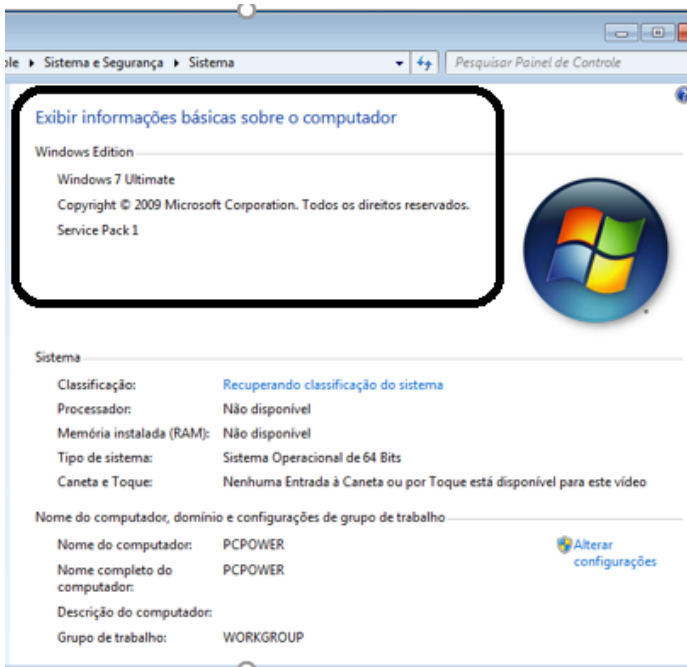 Sistema e Segurança Sistema Pesquisar Painel de Controle
Exibir informações básicas sobre o computador
Windows Edition
Windows 7 Ultimate
Copyright © 2009 Microsoft Corporation. Todos os direitos reservados.
Service Pack 1
Sistema
Classificação: Recuperando classificação do sistema
Processador: Não disponível
Memória instalada (RAM): Não disponível
Tipo de sistema: Sistema Operacional de 64 Bits
Caneta e Toque: Nenhuma Entrada à Caneta ou por Toque está disponível para este vídeo
Nome do computador, domínio e configurações de grupo de trabalho
Nome do computador: PCPOWER Alterar
configurações
Nome completo do PCPOWER
computador:
Descrição do computador:
Grupo de trabalho: WORKGROUP